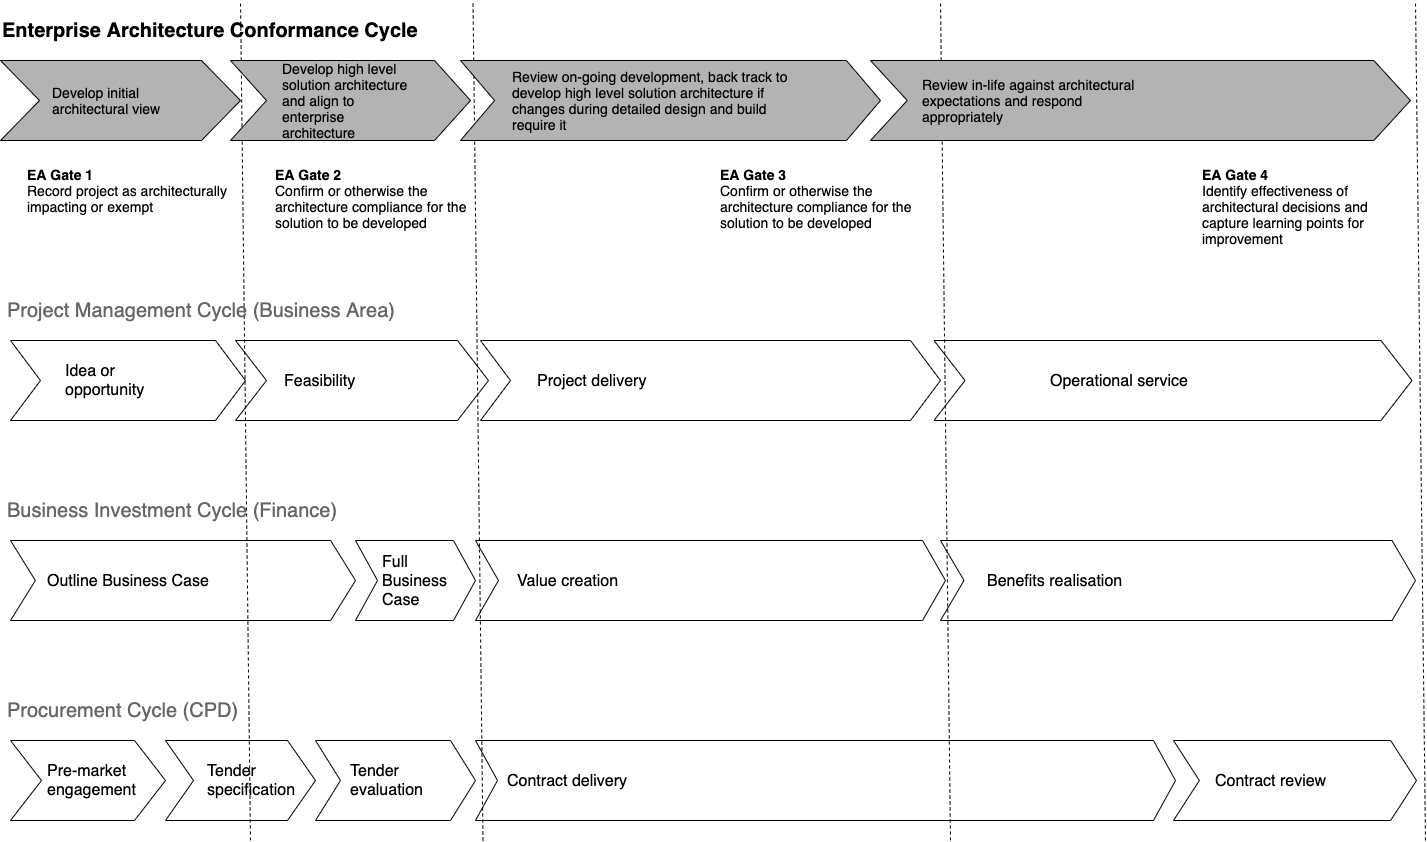 Enterprise Architecture Conformance Cycle
Develop initial
architectural view
Develop high level
solution architecture
and align to
enterprise
architecture
Review on-going development, back track to
develop high level solution architecture if
changes during detailed design and build
require it
Review in-life against architectural
expectations and respond
appropriately
EA Gate 1
Record project as architecturally
impacting or exempt
EA Gate 2
Confirm or otherwise the
architecture compliance for the
solution to be developed
EA Gate 3
Confirm or otherwise the
architecture compliance for the
solution to be developed
EA Gate 4
Identify effectiveness of
architectural decisions and
capture learning points for
improvement
Project Management Cycle (Business Area)
Idea or
opportunity
Feasibility
Project delivery
Operational service
Business Investment Cycle (Finance)
Outline Business Case
Full
Business
Case
Value creation
Benefits realisation
Procurement Cycle (CPD)
Pre-market
engagement
Tender
specification
Tender
evaluation
Contract delivery
Contract review